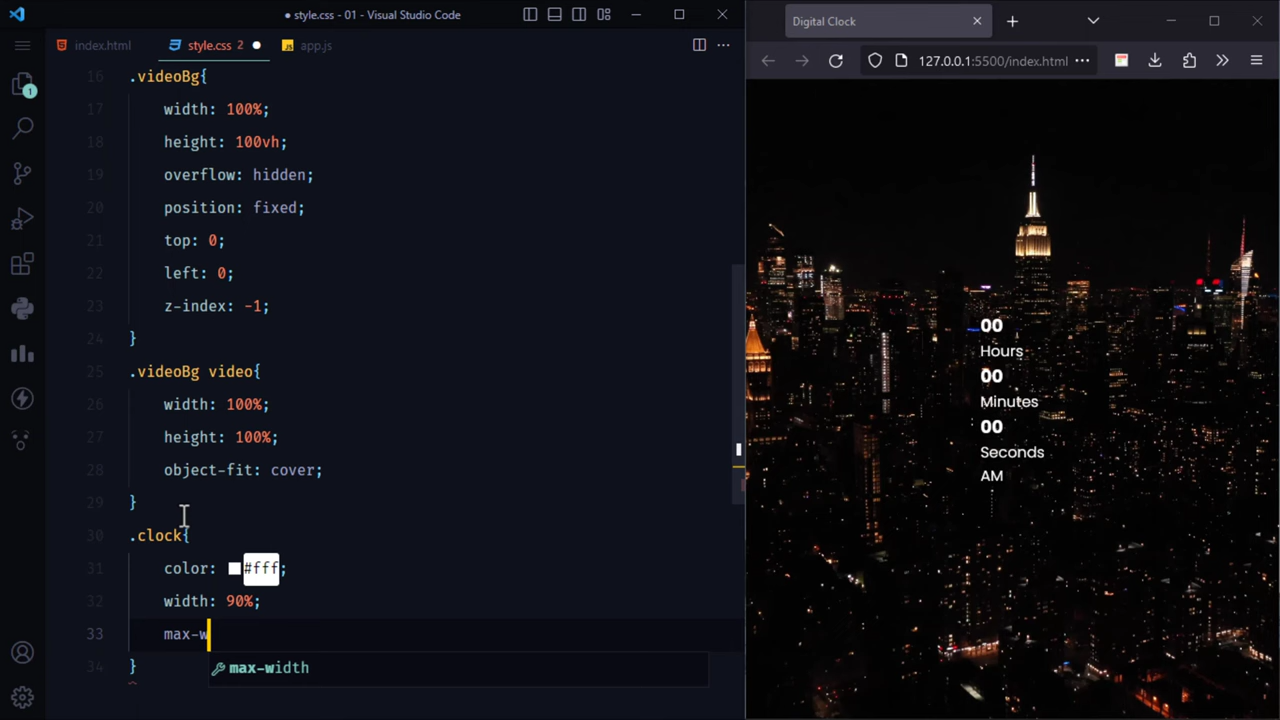 style.css - 01 - Visual Studio Code
index.html
style.css 2
app.js
16 .videoBg{
17 width: 100%;
18 height: 100vh;
19 overflow: hidden;
20 position: fixed;
21 top: 0;
22 left: 0;
23 z-index: -1;
24 }
25 .videoBg video{
26 width: 100%;
27 height: 100%;
28 object-fit: cover;
29 }
30 .clock{
31 color: #fff;
32 width: 90%;
33 max-w
max-width
34 }
1
Digital Clock
127.0.0.1:5500/index.html
00
Hours
00
Minutes
00
Seconds
AM